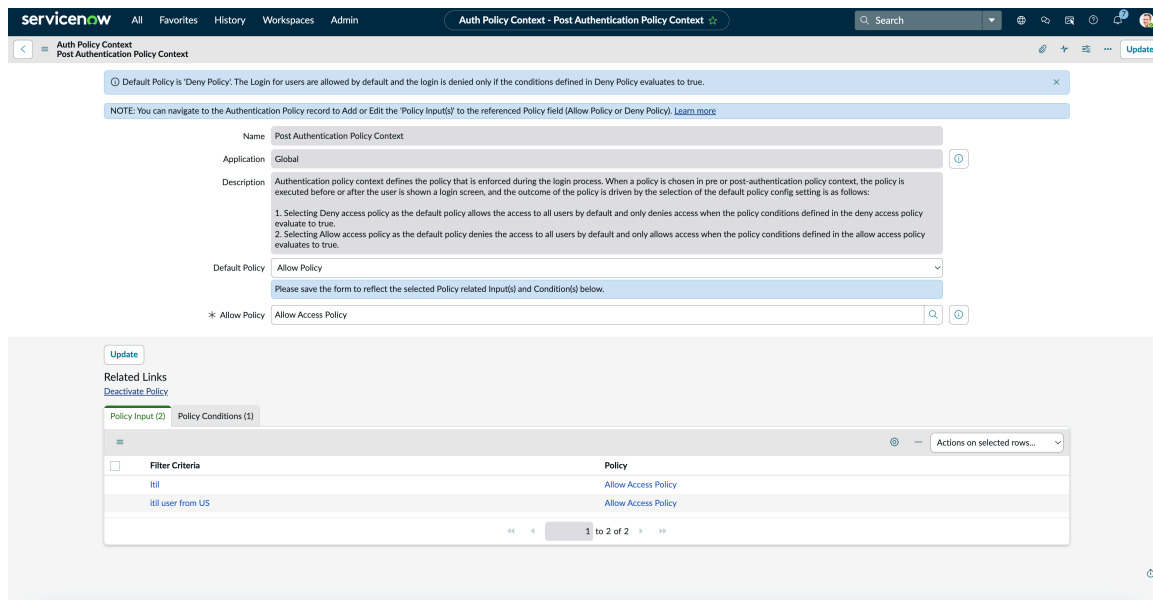 servicenow All Favorites History Workspaces Admin Auth Policy Context - Post Authentication Policy Context Search 7
Auth Policy Context
Post Authentication Policy Context
Update
Default Policy is 'Deny Policy'. The Login for users are allowed by default and the login is denied only if the conditions defined in Deny Policy evaluates to true.
NOTE: You can navigate to the Authentication Policy record to Add or Edit the 'Policy Input(s)' to the referenced Policy field (Allow Policy or Deny Policy). Learn more
Name Post Authentication Policy Context
Application Global
Description Authentication policy context defines the policy that is enforced during the login process. When a policy is chosen in pre or post-authentication policy context, the policy is
executed before or after the user is shown a login screen, and the outcome of the policy is driven by the selection of the default policy config setting is as follows:
1. Selecting Deny access policy as the default policy allows the access to all users by default and only denies access when the policy conditions defined in the deny access policy
evaluate to true.
2. Selecting Allow access policy as the default policy denies the access to all users by default and only allows access when the policy conditions defined in the allow access policy
evaluates to true.
Default Policy Allow Policy
Please save the form to reflect the selected Policy related Input(s) and Condition(s) below.
Allow Policy Allow Access Policy
Update
Related Links
Deactivate Policy
Policy Input (2) Policy Conditions (1)
Actions on selected rows...
Filter Criteria Policy
Itil Allow Access Policy
itil user from US Allow Access Policy
1 to 2 of 2